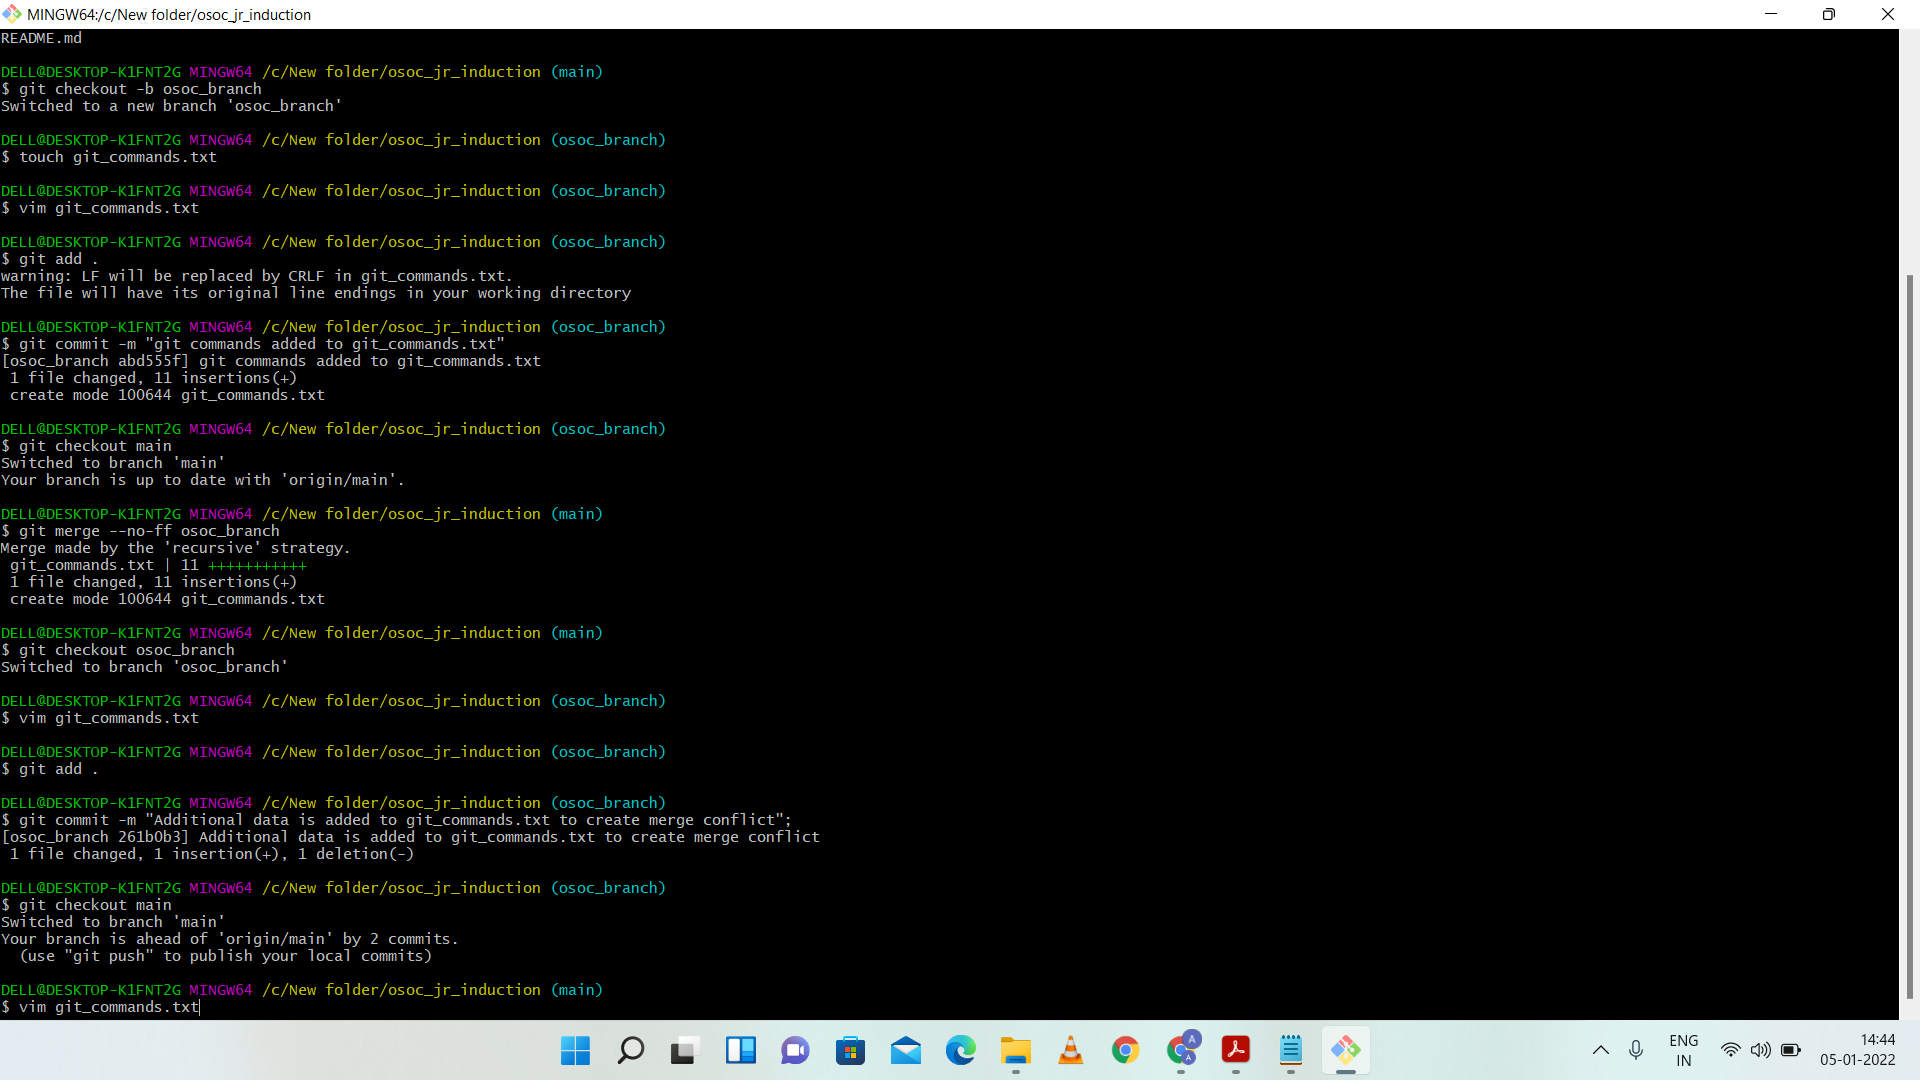 MINGW64:/c/New folder/osoc_jr_induction
README.md
DELL@DESKTOP-K1FNT2G MINGW64 /c/New folder/osoc_jr_induction (main)
$ git checkout -b osoc_branch
Switched to a new branch 'osoc_branch'
DELL@DESKTOP-K1FNT2G MINGW64 /c/New folder/osoc_jr_induction (osoc_branch)
$ touch git_commands.txt
DELL@DESKTOP-K1FNT2G MINGW64 /c/New folder/osoc_jr_induction (osoc_branch)
$ vim git_commands.txt
DELL@DESKTOP-K1FNT2G MINGW64 /c/New folder/osoc_jr_induction (osoc_branch)
$ git add .
warning: LF will be replaced by CRLF in git_commands.txt.
The file will have its original line endings in your working directory
DELL@DESKTOP-K1FNT2G MINGW64 /c/New folder/osoc_jr_induction (osoc_branch)
$ git commit -m "git commands added to git_commands.txt"
[osoc_branch abd555f] git commands added to git_commands.txt
 1 file changed, 11 insertions(+)
 create mode 100644 git_commands.txt
DELL@DESKTOP-K1FNT2G MINGW64 /c/New folder/osoc_jr_induction (osoc_branch)
$ git checkout main
Switched to branch 'main'
Your branch is up to date with 'origin/main'.
DELL@DESKTOP-K1FNT2G MINGW64 /c/New folder/osoc_jr_induction (main)
$ git merge --no-ff osoc_branch
Merge made by the 'recursive' strategy.
 git_commands.txt | 11 +++++++++++
 1 file changed, 11 insertions(+)
 create mode 100644 git_commands.txt
DELL@DESKTOP-K1FNT2G MINGW64 /c/New folder/osoc_jr_induction (main)
$ git checkout osoc_branch
Switched to branch 'osoc_branch'
DELL@DESKTOP-K1FNT2G MINGW64 /c/New folder/osoc_jr_induction (osoc_branch)
$ vim git_commands.txt
DELL@DESKTOP-K1FNT2G MINGW64 /c/New folder/osoc_jr_induction (osoc_branch)
$ git add .
DELL@DESKTOP-K1FNT2G MINGW64 /c/New folder/osoc_jr_induction (osoc_branch)
$ git commit -m "Additional data is added to git_commands.txt to create merge conflict";
[osoc_branch 261b0b3] Additional data is added to git_commands.txt to create merge conflict
 1 file changed, 1 insertion(+), 1 deletion(-)
DELL@DESKTOP-K1FNT2G MINGW64 /c/New folder/osoc_jr_induction (osoc_branch)
$ git checkout main
Switched to branch 'main'
Your branch is ahead of 'origin/main' by 2 commits.
  (use "git push" to publish your local commits)
DELL@DESKTOP-K1FNT2G MINGW64 /c/New folder/osoc_jr_induction (main)
$ vim git_commands.txt
A
A
ENG
IN
14:44
05-01-2022